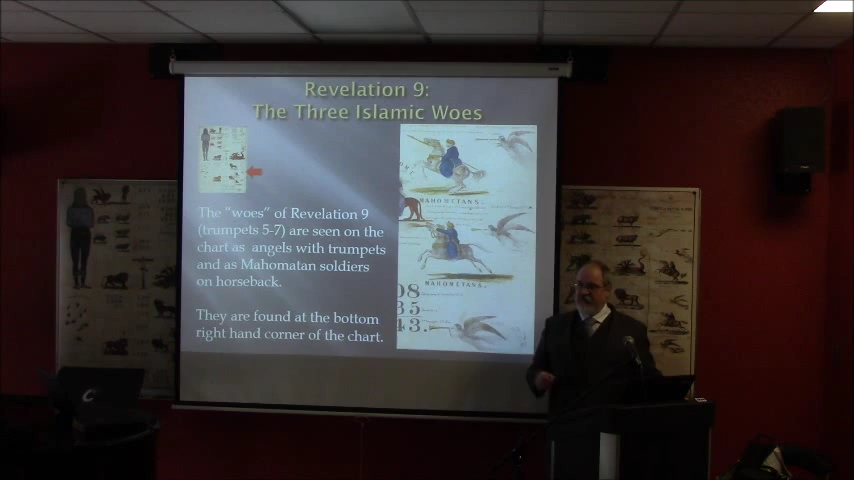 Revelation 9:
The Three Islamic Woes
The "woes" of Revelation 9
(trumpets 5-7) are seen on the
chart as angels with trumpets
and as Mahomatan soldiers
on horseback.
They are found at the bottom
right hand corner of the chart.
MAHOMETANS.
MAHOMETANS.
08
35
43.